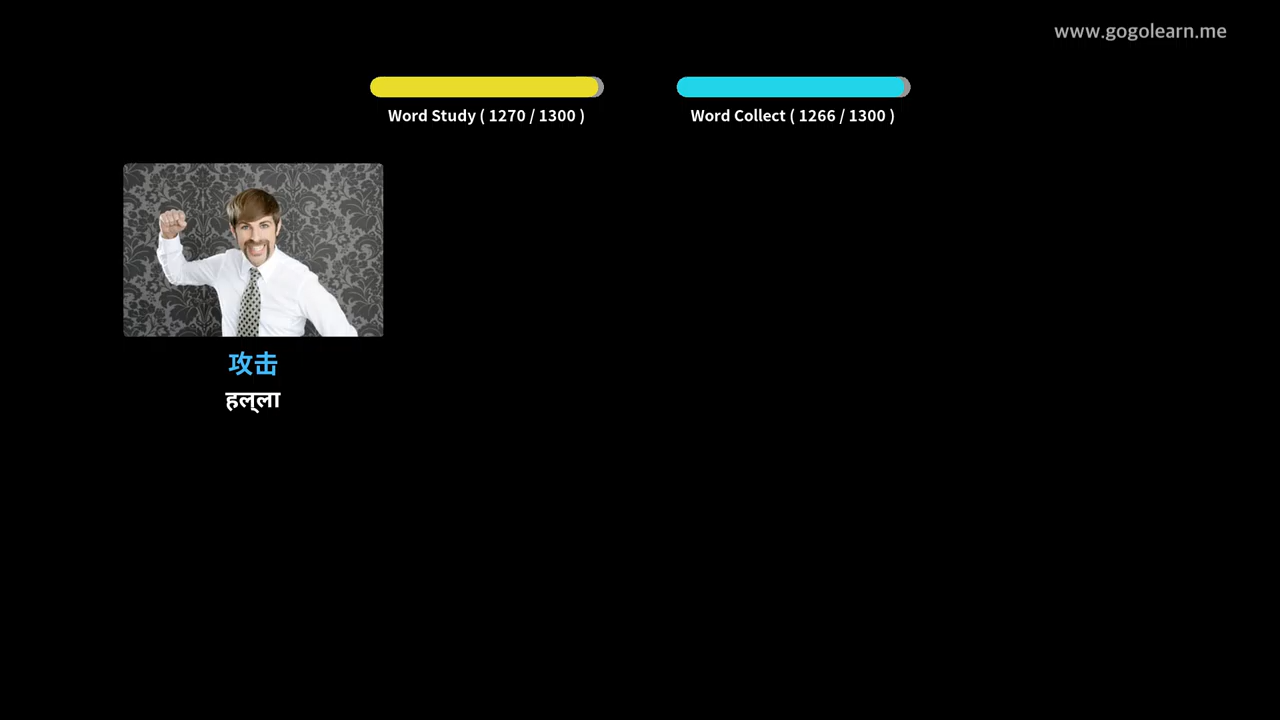 www.gogolearn.me
Word Study ( 1270 / 1300 )
Word Collect ( 1266 / 1300 )
攻击
हल्ला